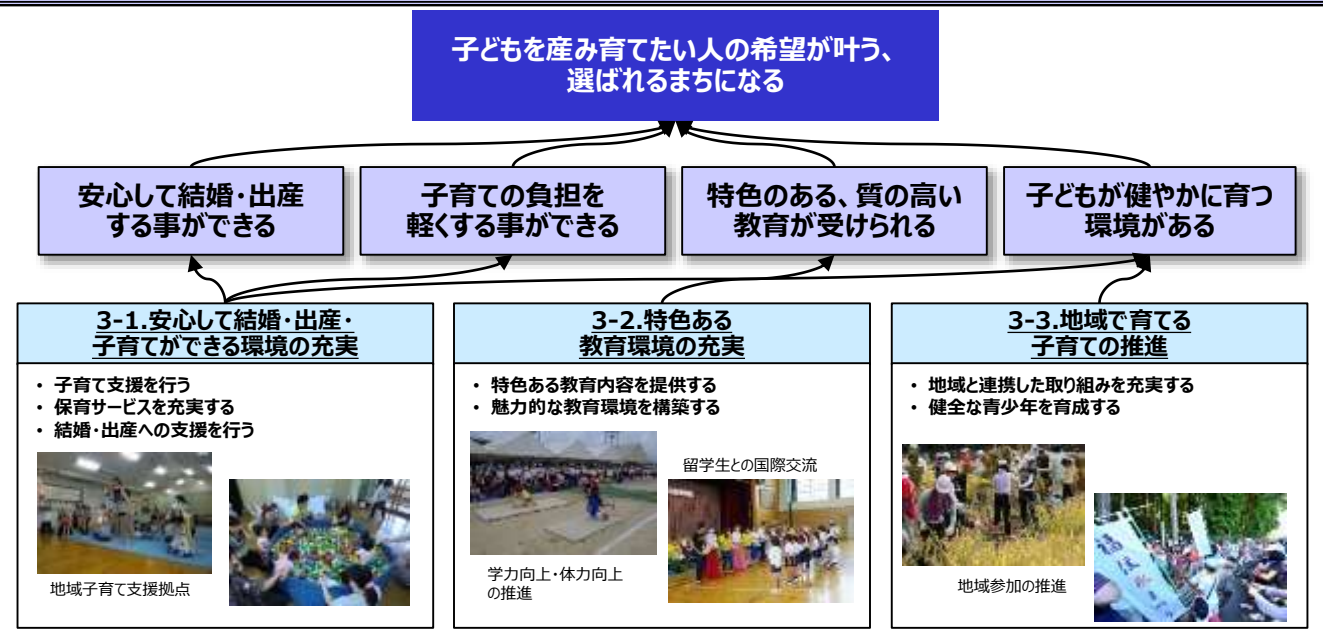 子どもを産み育てたい人の希望が叶う、
選ばれるまちになる
安心して結婚・出産
する事ができる
子育ての負担を
軽くする事ができる
特色のある、質の高い
教育が受けられる
子どもが健やかに育つ
環境がある
3-1.安心して結婚・出産・
子育てができる環境の充実
• 子育て支援を行う
• 保育サービスを充実する
• 結婚・出産への支援を行う
地域子育て支援拠点
3-2.特色ある
教育環境の充実
• 特色ある教育内容を提供する
• 魅力的な教育環境を構築する
留学生との国際交流
学力向上・体力向上
の推進
3-3.地域で育てる
子育ての推進
• 地域と連携した取り組みを充実する
• 健全な青少年を育成する
地域参加の推進